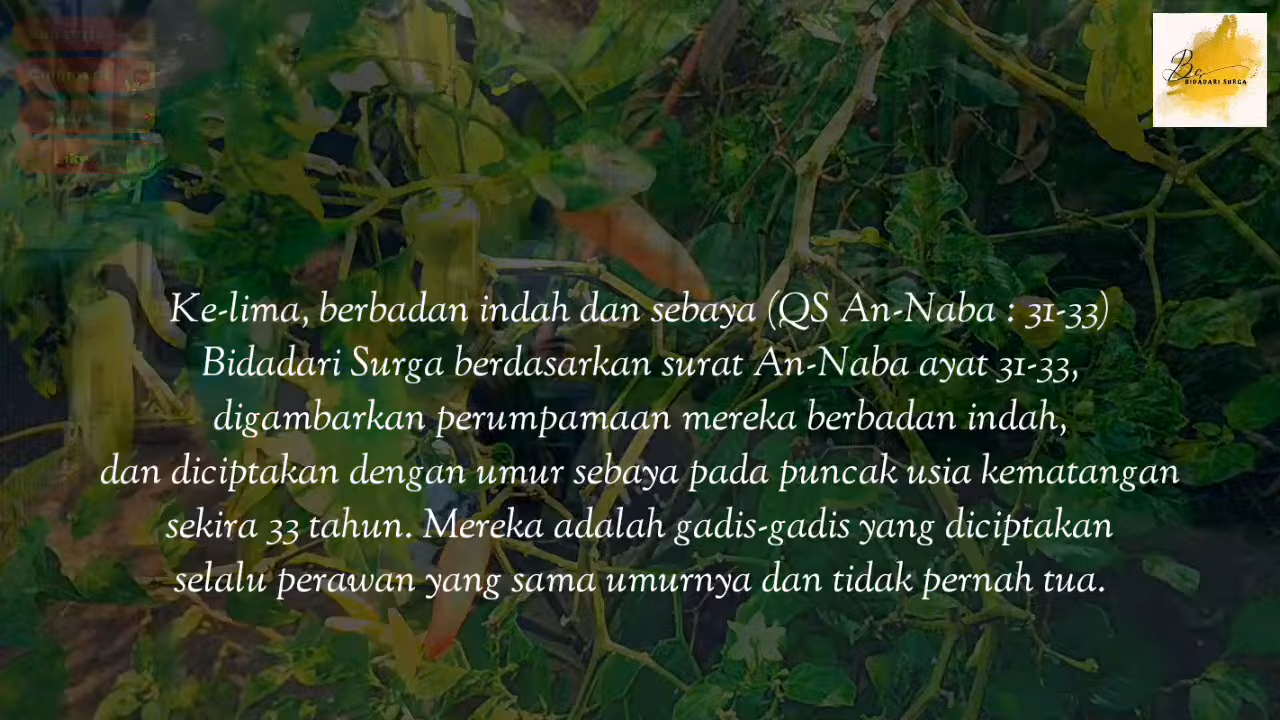 BIDADARI SURGA
Like
Ke-lima, berbadan indah dan sebaya (QS An-Naba : 31-33)
Bidadari Surga berdasarkan surat An-Naba ayat 31-33,
digambarkan perumpamaan mereka berbadan indah,
dan diciptakan dengan umur sebaya pada puncak usia kematangan
sekira 33 tahun. Mereka adalah gadis-gadis yang diciptakan
selalu perawan yang sama umurnya dan tidak pernah tua.